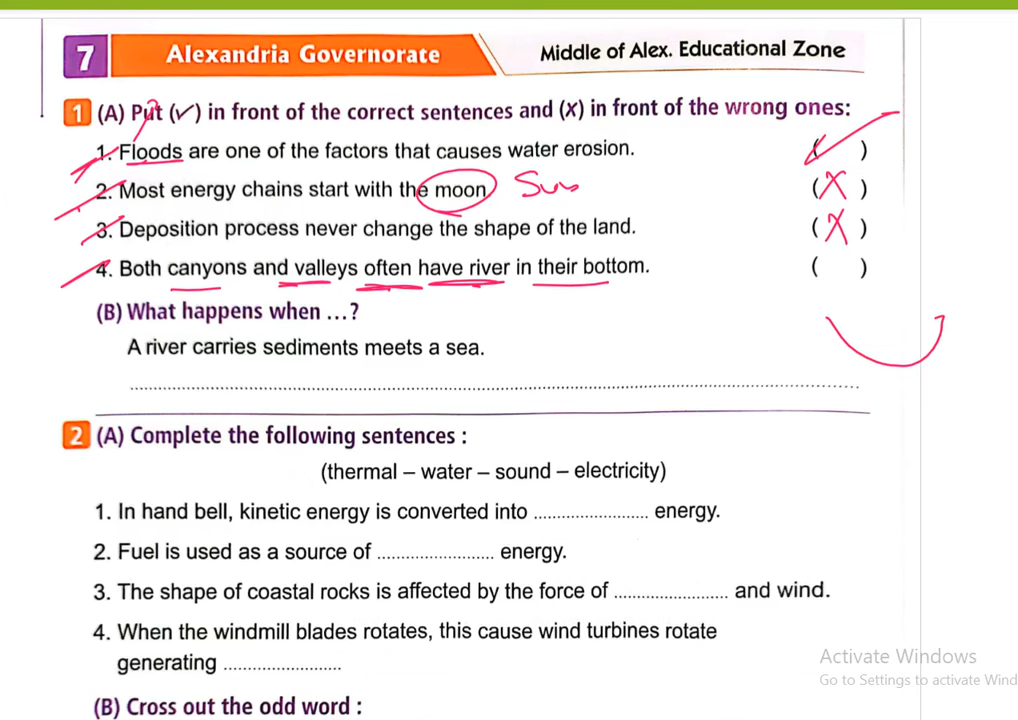 7 Alexandria Governorate Middle of Alex. Educational Zone
1 (A) Put (✓) in front of the correct sentences and (X) in front of the wrong ones:
1. Floods are one of the factors that causes water erosion. (✓)
2. Most energy chains start with the moon Sun (X)
3. Deposition process never change the shape of the land. (X)
4. Both canyons and valleys often have river in their bottom. ( )
(B) What happens when ...?
A river carries sediments meets a sea.
2 (A) Complete the following sentences :
(thermal – water – sound – electricity)
1. In hand bell, kinetic energy is converted into ........................ energy.
2. Fuel is used as a source of ........................ energy.
3. The shape of coastal rocks is affected by the force of ........................ and wind.
4. When the windmill blades rotates, this cause wind turbines rotate
generating ........................
Activate Windows
Go to Settings to activate Wind
(B) Cross out the odd word :